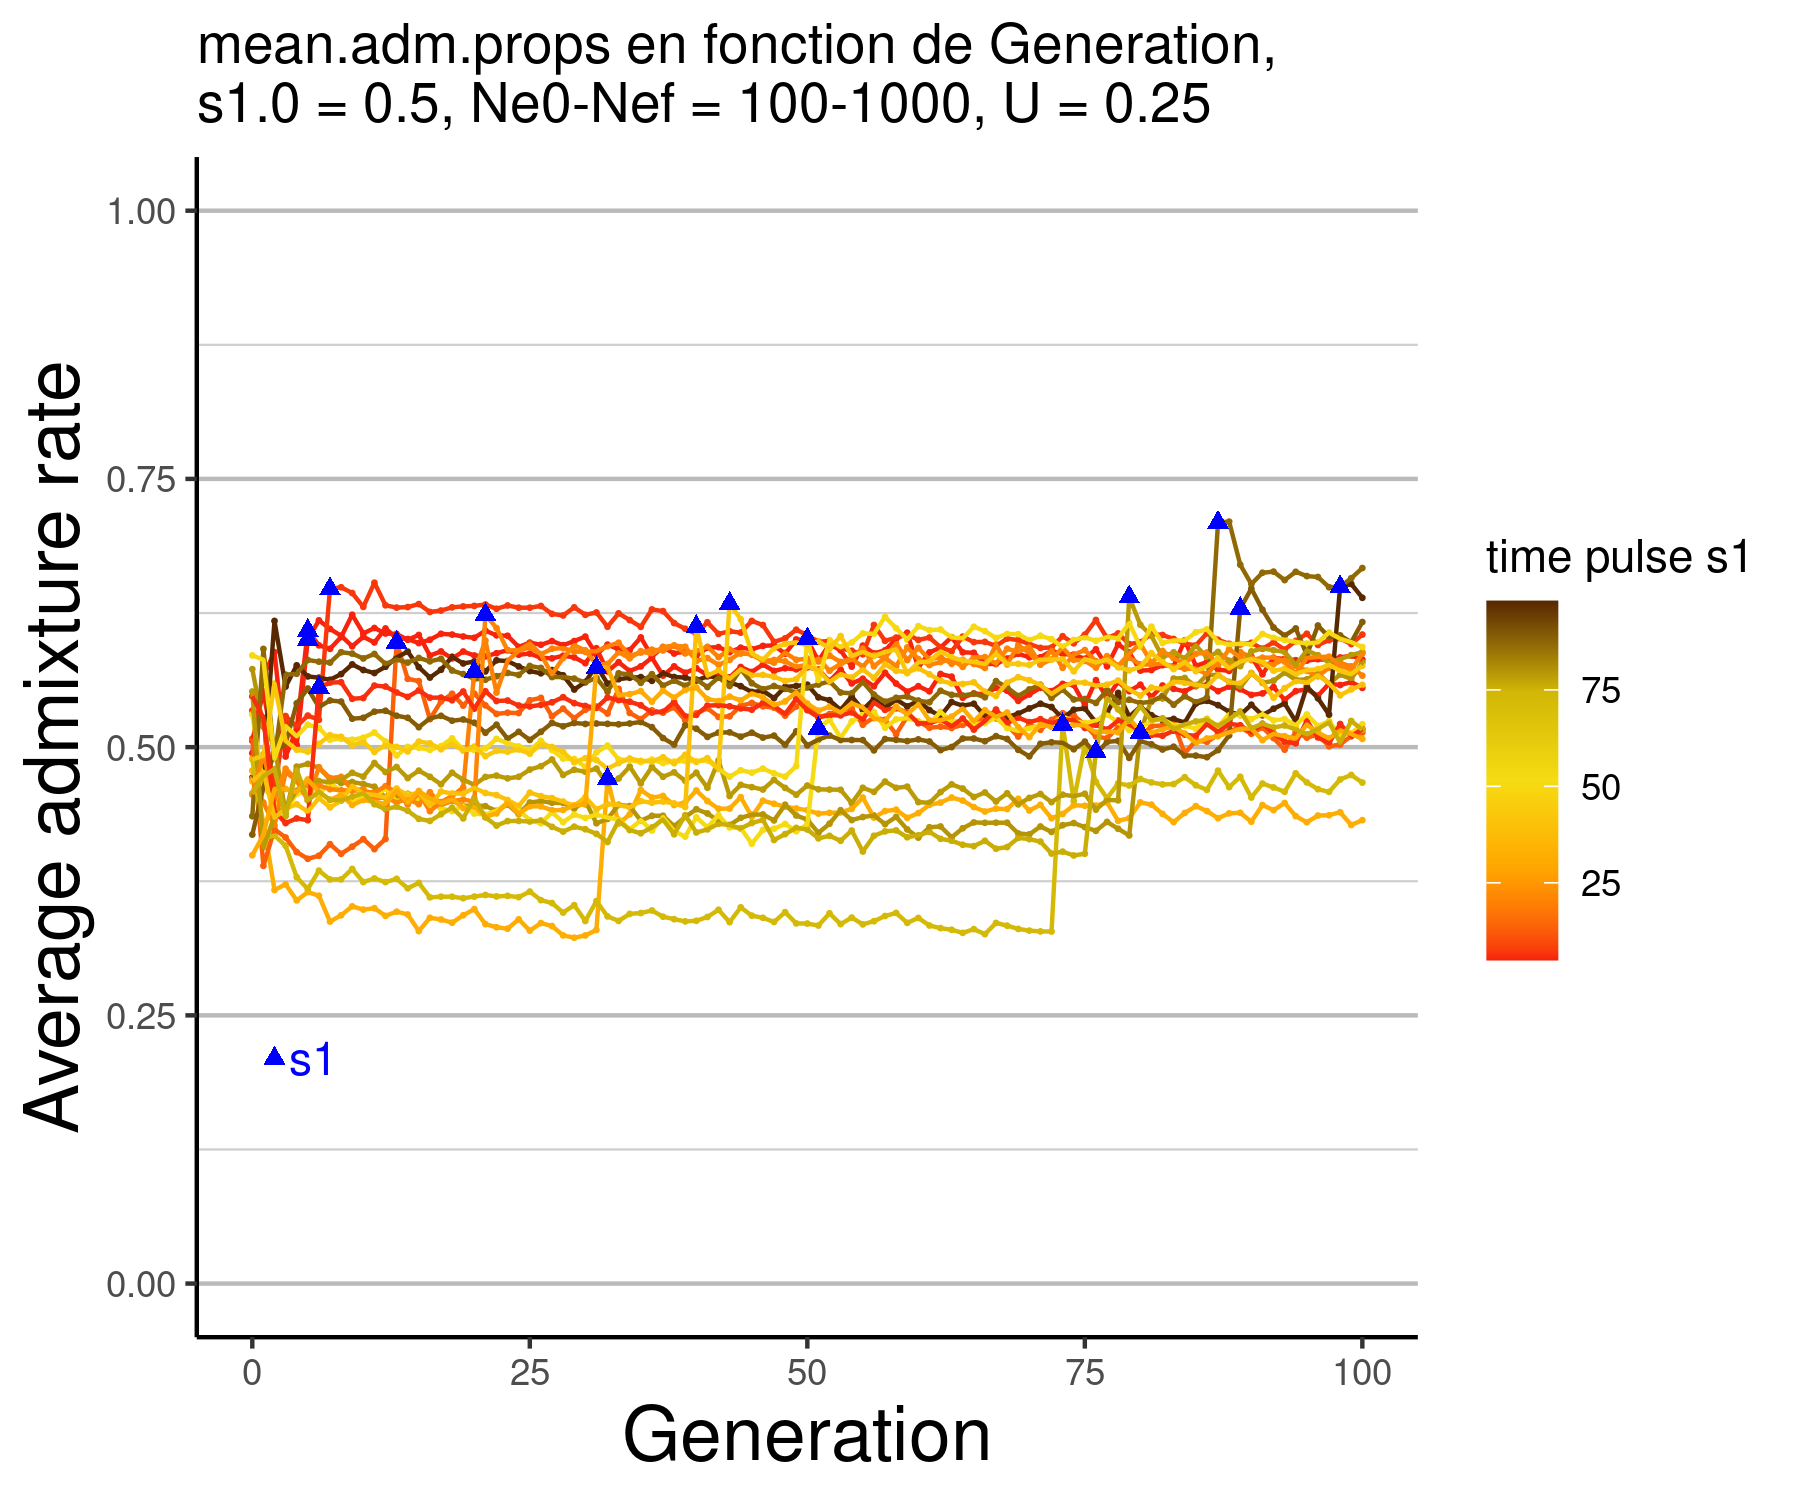 mean.adm.props en fonction de Generation,
s1.0 = 0.5, Ne0-Nef = 100-1000, U = 0.25
Average admixture rate
1.00
0.75
0.50
0.25
0.00
s1
0 25 50 75 100
Generation
time pulse s1
75
50
25